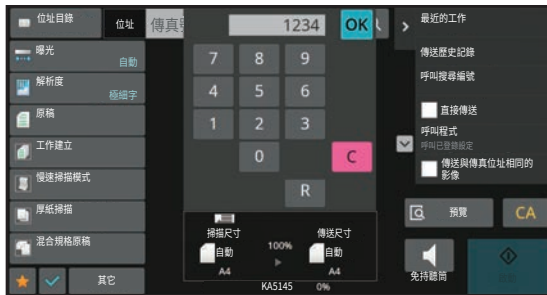 位址目錄
位址
傳真
1234
OK
最近的工作
曝光
自動
傳送歷史記錄
呼叫搜尋編號
7 8 9
解析度
極細字
4 5 6
直接傳送
原稿
1 2 3
呼叫程式
呼叫已登錄設定
工作建立
0 C
傳送與傳真位址相同的
影像
慢速掃描模式
R
厚紙掃描
預覽
CA
掃描尺寸
傳送尺寸
混合規格原稿
自動
100%
自動
A4
A4
免持聽筒
其它
KA5145 0%